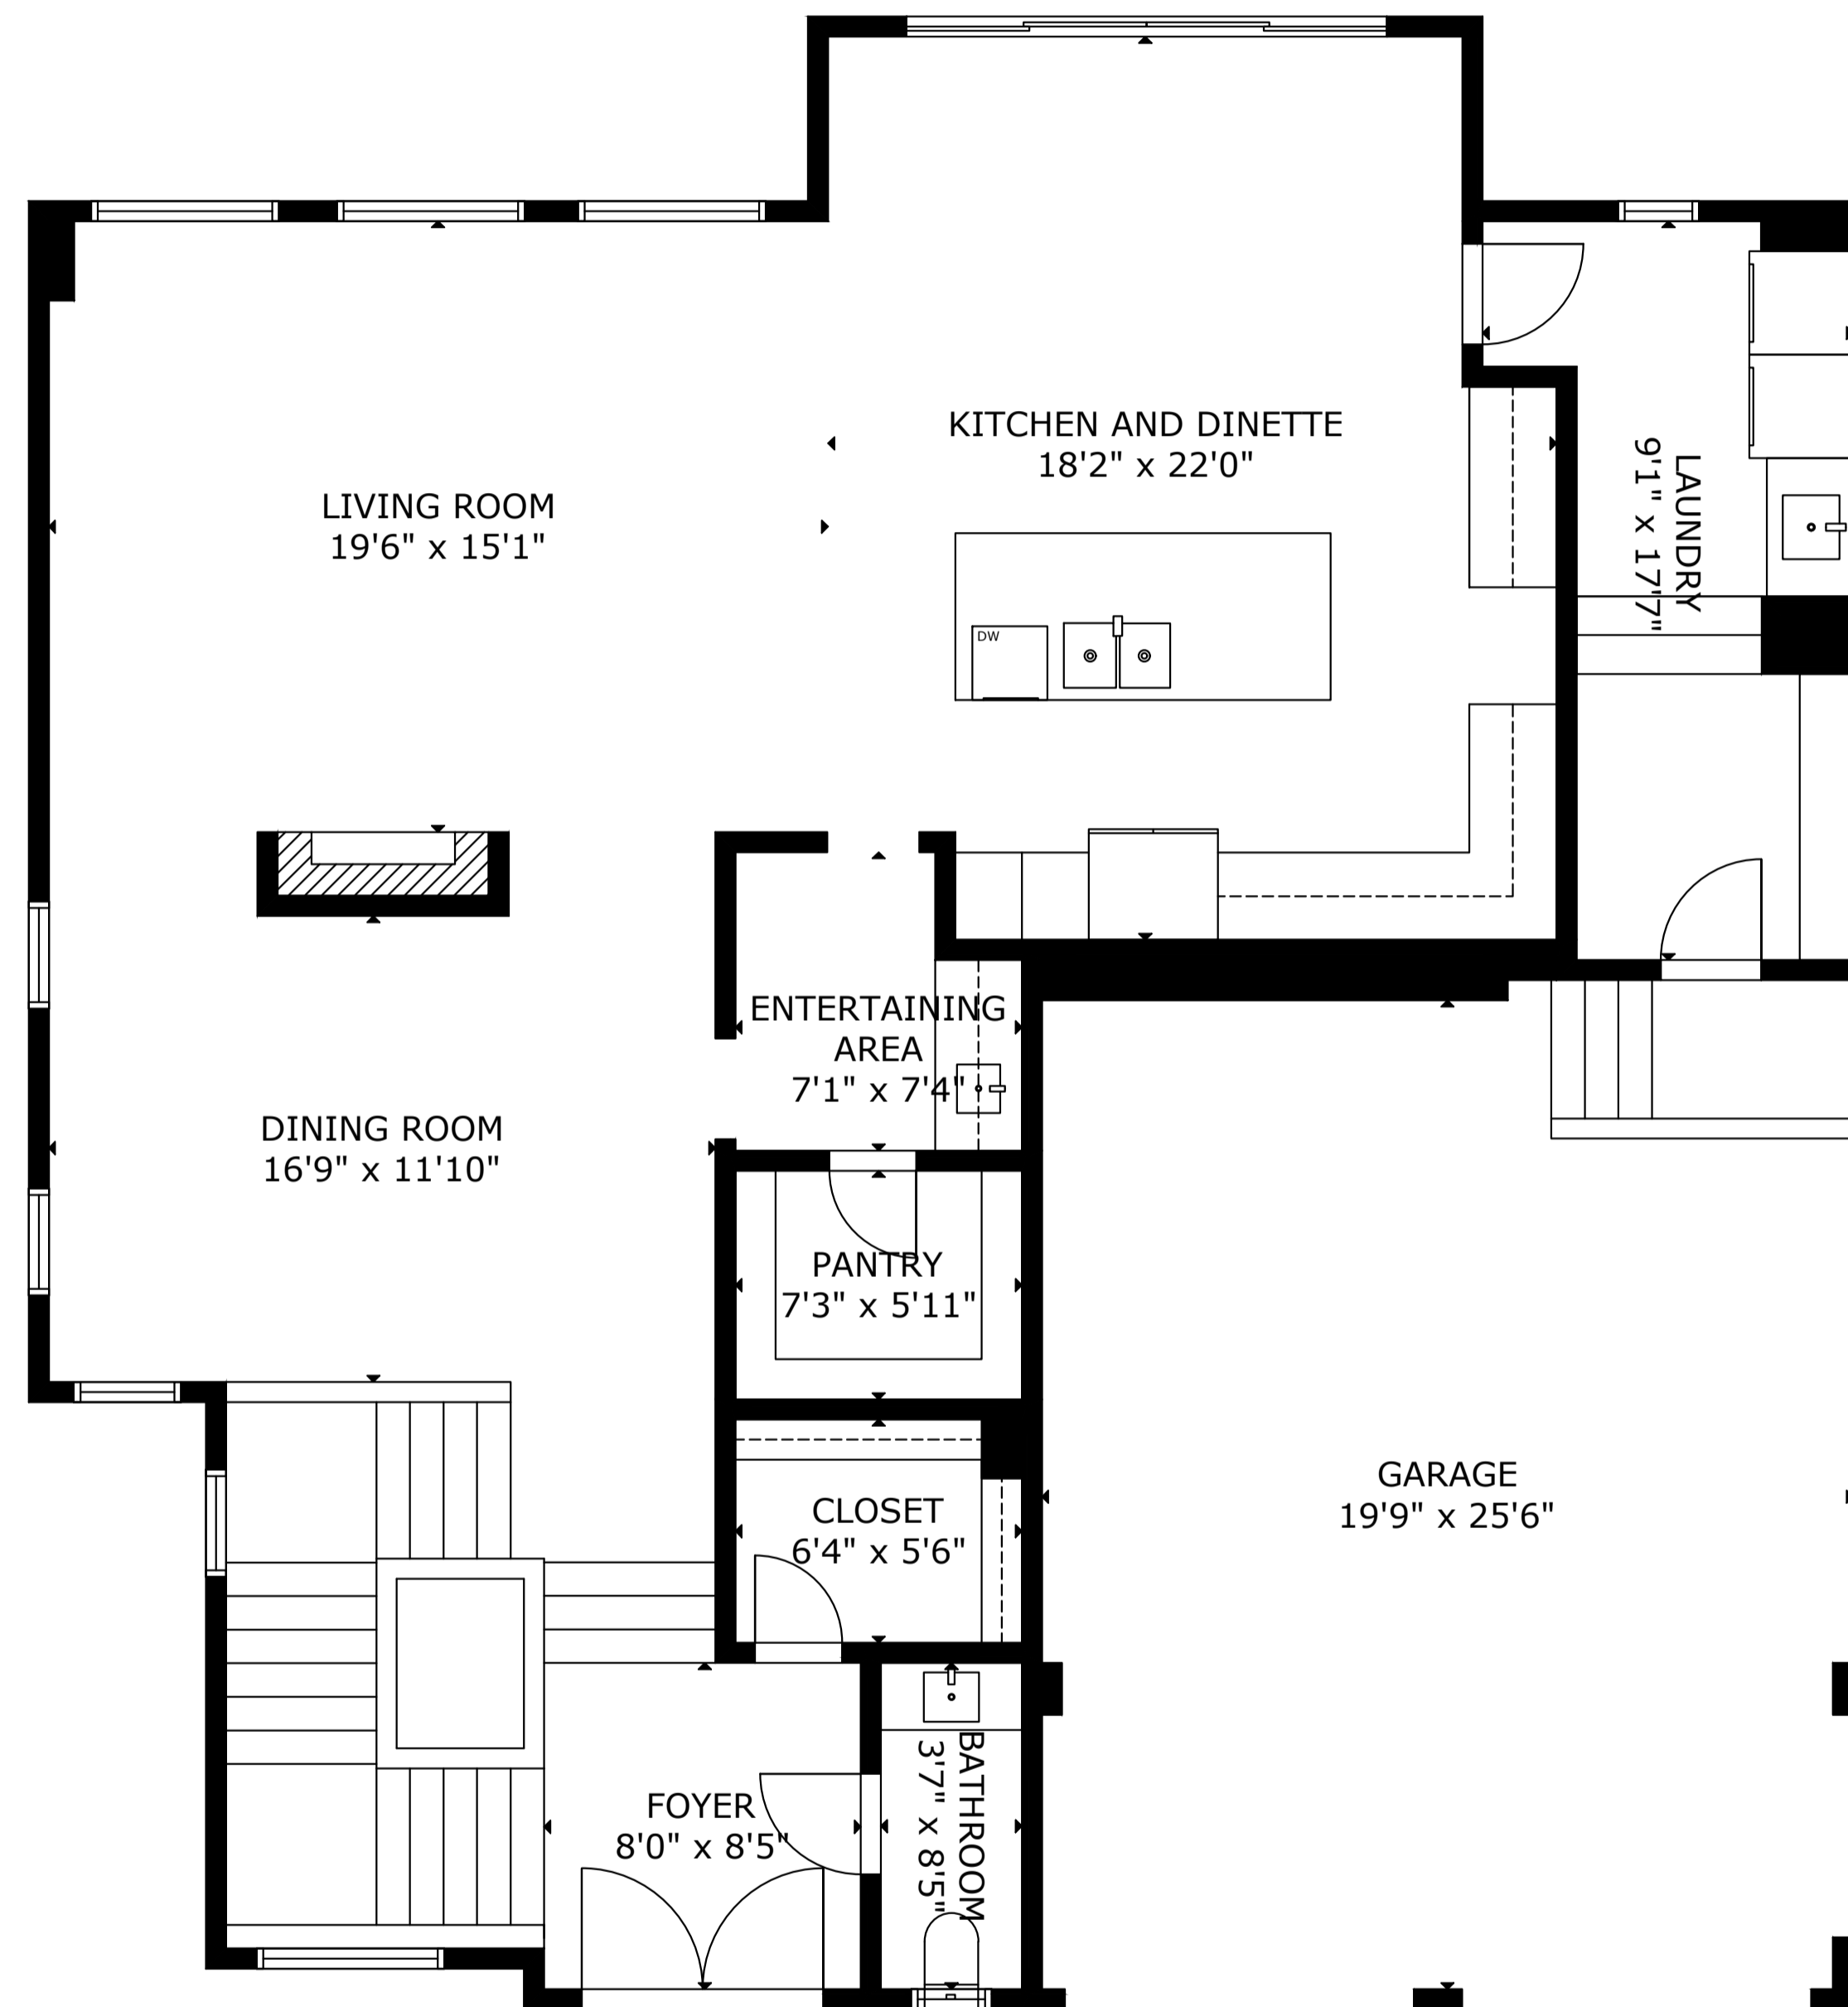 KITCHEN AND DINETTE
18'2" x 22'0"
LIVING ROOM
19'6" x 15'1"
LAUNDRY
9'1" x 17'7"
DW
ENTERTAINING
AREA
7'1" x 7'4"
DINING ROOM
16'9" x 11'10"
PANTRY
7'3" x 5'11"
GARAGE
19'9" x 25'6"
CLOSET
6'4" x 5'6"
FOYER
8'0" x 8'5"
BATHROOM
3'7" x 8'5"